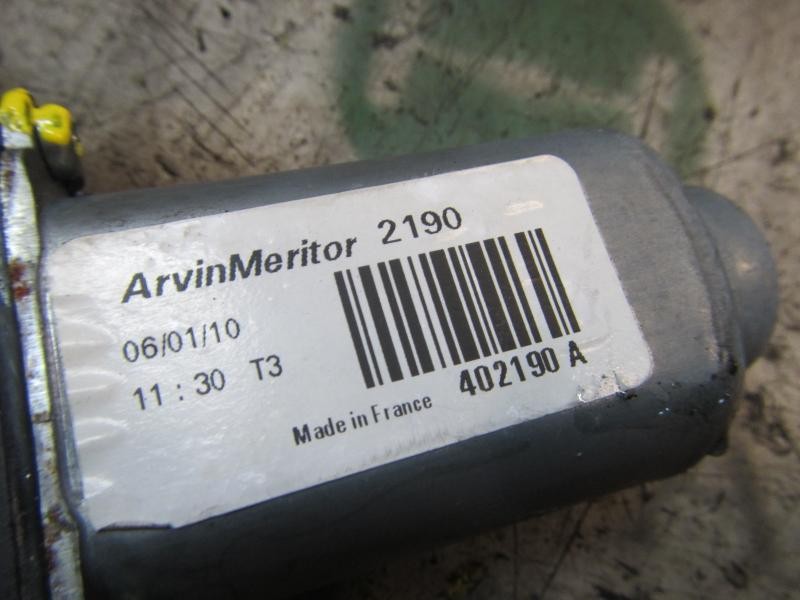 ArvinMeritor 2190
06/01/10
11 : 30 T3
402190 A
Made in France